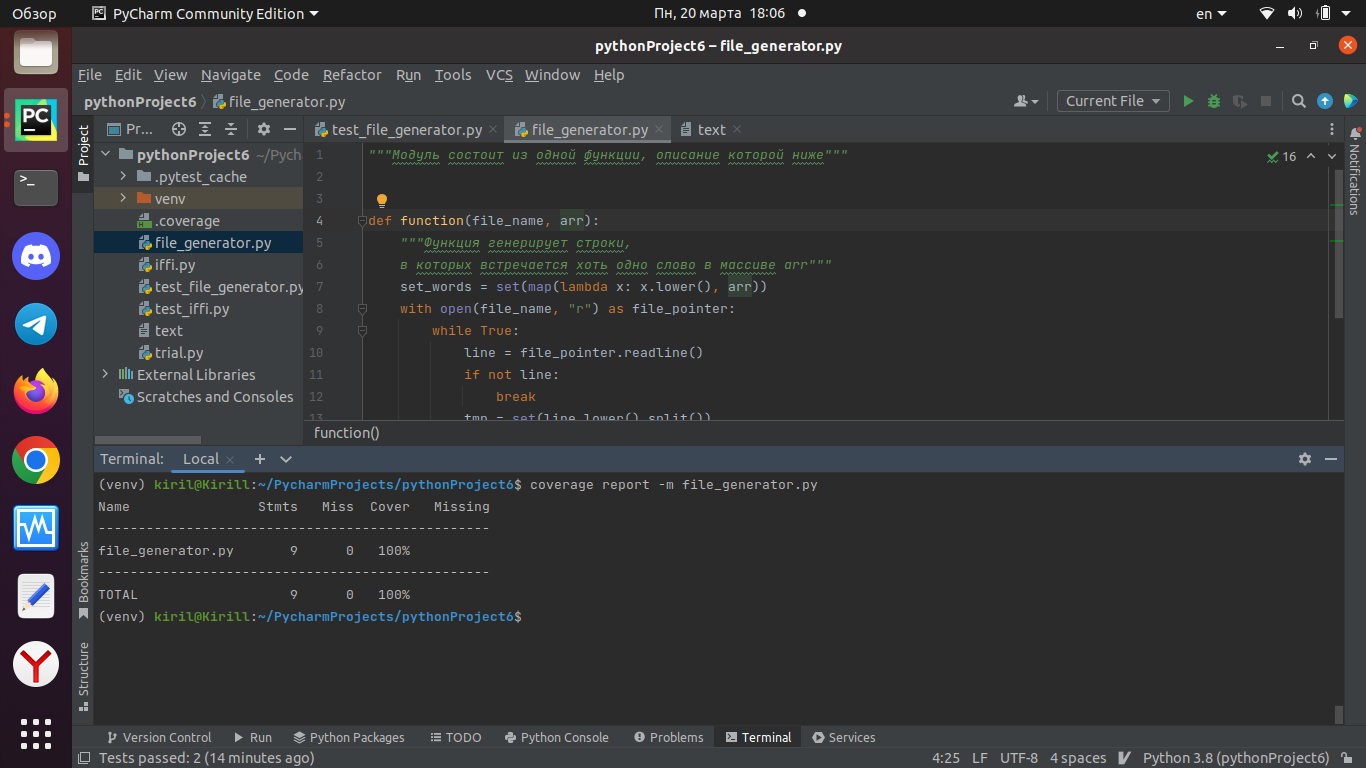 Обзор PyCharm Community Edition Пн, 20 марта 18:06 en
pythonProject6 – file_generator.py
File Edit View Navigate Code Refactor Run Tools VCS Window Help
pythonProject6 file_generator.py Current File
Project
Pr...
test_file_generator.py file_generator.py text
pythonProject6 ~/Pych
.pytest_cache
venv
.coverage
file_generator.py
iffi.py
test_file_generator.py
test_iffi.py
text
trial.py
External Libraries
Scratches and Consoles
1 """Модуль состоит из одной функции, описание которой ниже"""
16
2
3
4 def function(file_name, arr):
5 """Функция генерирует строки,
6 в которых встречается хоть одно слово в массиве arr"""
7 set_words = set(map(lambda x: x.lower(), arr))
8 with open(file_name, "r") as file_pointer:
9 while True:
10 line = file_pointer.readline()
11 if not line:
12 break
13 tmp = set(line.lower().split())
function()
Notifications
Terminal: Local
(venv) kiril@Kirill:~/PycharmProjects/pythonProject6$ coverage report -m file_generator.py
Name Stmts Miss Cover Missing
-------------------------------------------------
file_generator.py 9 0 100%
-------------------------------------------------
TOTAL 9 0 100%
(venv) kiril@Kirill:~/PycharmProjects/pythonProject6$
Bookmarks
Structure
Version Control Run Python Packages TODO Python Console Problems Terminal Services
Tests passed: 2 (14 minutes ago) 4:25 LF UTF-8 4 spaces Python 3.8 (pythonProject6)